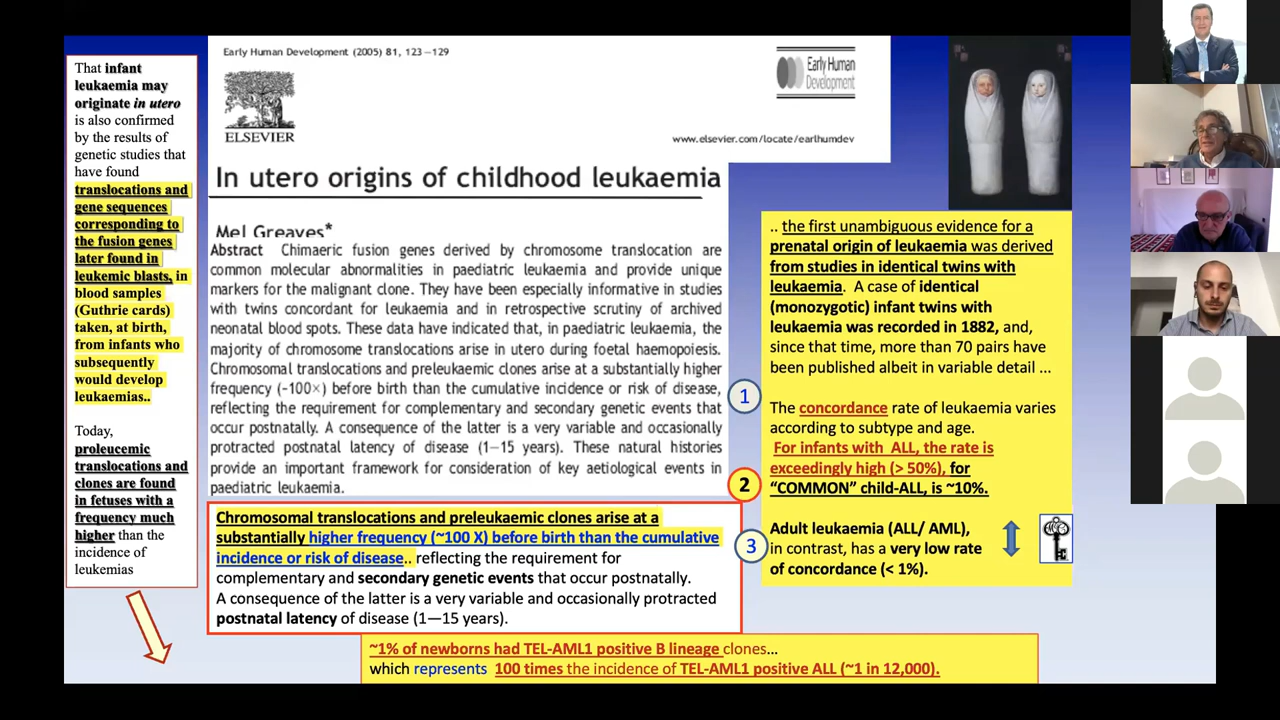 That infant
leukaemia may
originate in utero
is also confirmed
by the results of
genetic studies that
have found
translocations and
gene sequences
corresponding to
the fusion genes
later found in
leukemic blasts, in
blood samples
(Guthrie cards)
taken, at birth,
from infants who
subsequently
would develop
leukaemias..
Today,
proleucemic
translocations and
clones are found
in fetuses with a
frequency much
higher than the
incidence of
leukemias
Early Human Development (2005) 81, 123–129
ELSEVIER
Early
Human
Development
www.elsevier.com/locate/earlhumdev
In utero origins of childhood leukaemia
Mel Greaves*
Abstract Chimaeric fusion genes derived by chromosome translocation are
common molecular abnormalities in paediatric leukaemia and provide unique
markers for the malignant clone. They have been especially informative in studies
with twins concordant for leukaemia and in retrospective scrutiny of archived
neonatal blood spots. These data have indicated that, in paediatric leukaemia, the
majority of chromosome translocations arise in utero during foetal haemopoiesis.
Chromosomal translocations and preleukaemic clones arise at a substantially higher
frequency (~100×) before birth than the cumulative incidence or risk of disease,
reflecting the requirement for complementary and secondary genetic events that
occur postnatally. A consequence of the latter is a very variable and occasionally
protracted postnatal latency of disease (1–15 years). These natural histories
provide an important framework for consideration of key aetiological events in
paediatric leukaemia.
Chromosomal translocations and preleukaemic clones arise at a
substantially higher frequency (~100 X) before birth than the cumulative
incidence or risk of disease.. reflecting the requirement for
complementary and secondary genetic events that occur postnatally.
A consequence of the latter is a very variable and occasionally protracted
postnatal latency of disease (1—15 years).
.. the first unambiguous evidence for a
prenatal origin of leukaemia was derived
from studies in identical twins with
leukaemia. A case of identical
(monozygotic) infant twins with
leukaemia was recorded in 1882, and,
since that time, more than 70 pairs have
been published albeit in variable detail ...
1
The concordance rate of leukaemia varies
according to subtype and age.
For infants with ALL, the rate is
exceedingly high (> 50%), for
2
“COMMON” child-ALL, is ~10%.
3
Adult leukaemia (ALL/ AML),
in contrast, has a very low rate
of concordance (< 1%).
~1% of newborns had TEL-AML1 positive B lineage clones...
which represents 100 times the incidence of TEL-AML1 positive ALL (~1 in 12,000).